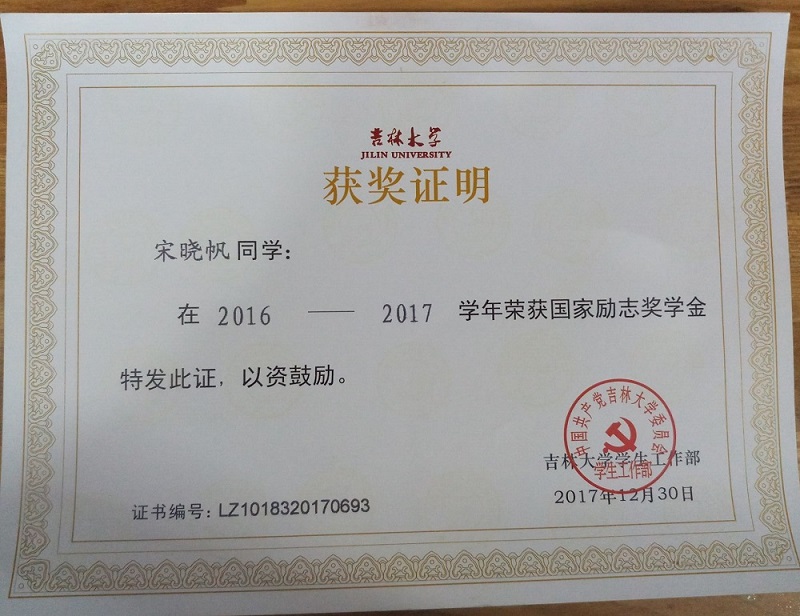 吉林大学
JILIN UNIVERSITY
获奖证明
宋晓帆同学：
在 2016 —— 2017 学年荣获国家励志奖学金
特发此证，以资鼓励。
中国共产党吉林大学委员会
学生工作部
吉林大学学生工作部
2017年12月30日
证书编号：LZ1018320170693